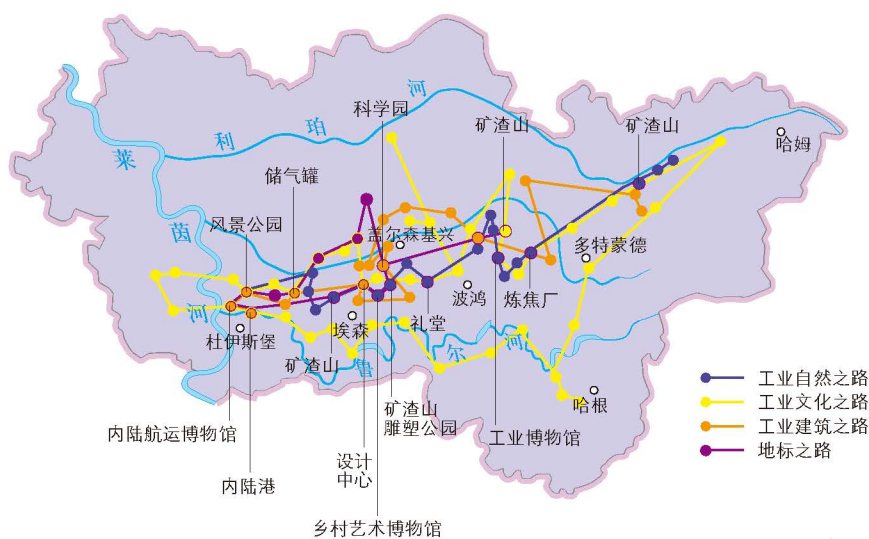 科学园
河
矿渣山
矿渣山
珀
利
哈姆
莱
储气罐
风景公园
茵
盖尔森基兴
多特蒙德
河
波鸿
炼焦厂
杜伊斯堡
埃森
礼堂
矿渣山
鲁
尔
河
哈根
工业自然之路
工业文化之路
工业建筑之路
地标之路
内陆航运博物馆
矿渣山
雕塑公园
工业博物馆
设计
中心
内陆港
乡村艺术博物馆